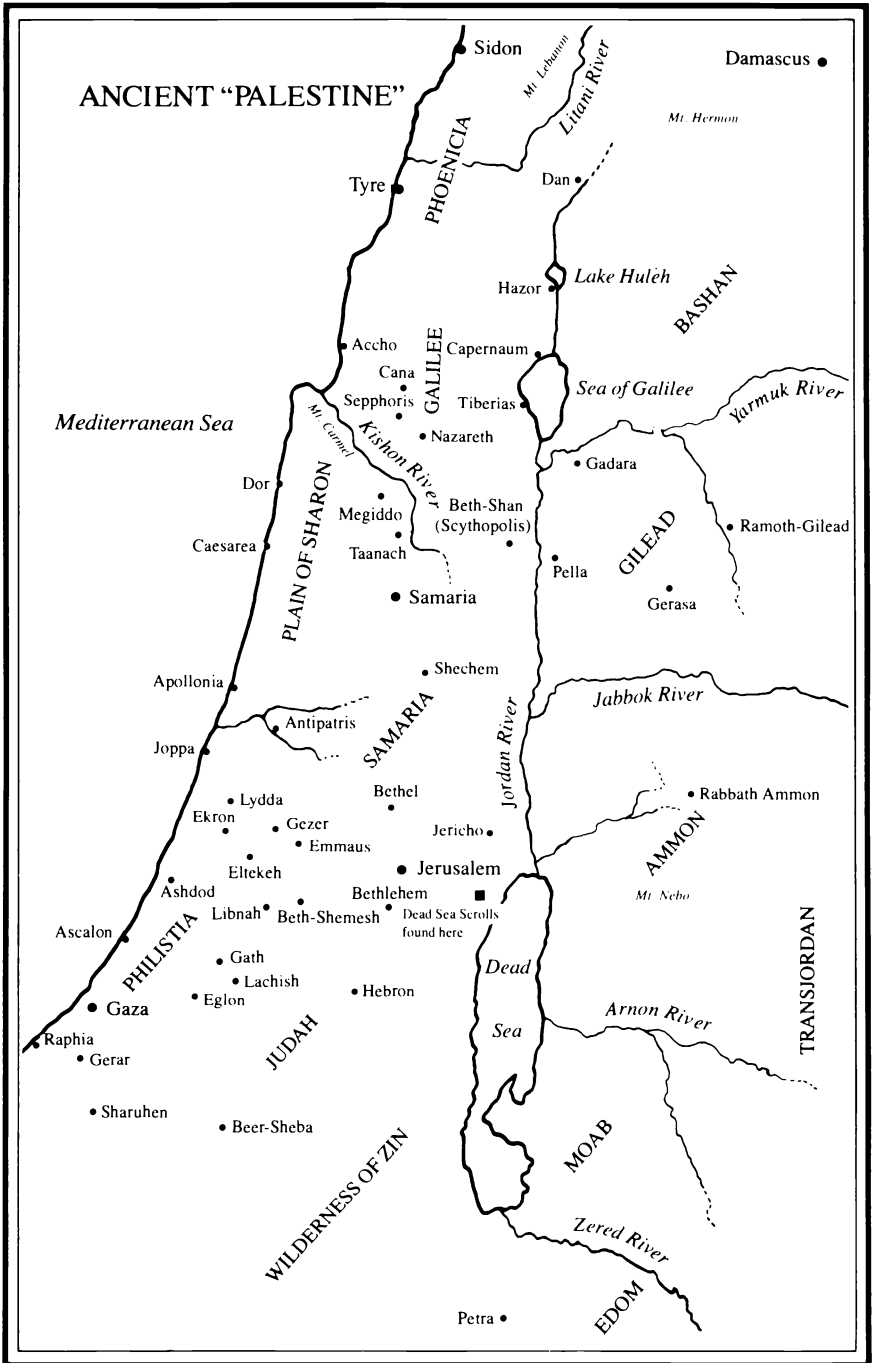 ANCIENT “PALESTINE”
Sidon
Mt. Lebanon
Litani River
Damascus
Mt. Hermon
PHOENICIA
Tyre
Dan
Lake Huleh
Hazor
BASHAN
Accho
Capernaum
GALILEE
Cana
Sea of Galilee
Sepphoris
Tiberias
Yarmuk River
Mediterranean Sea
Mt. Carmel
Kishon River
Nazareth
Gadara
Dor
PLAIN OF SHARON
Megiddo
Beth-Shan
(Scythopolis)
GILEAD
Ramoth-Gilead
Caesarea
Taanach
Pella
Samaria
Gerasa
Shechem
Apollonia
Jabbok River
SAMARIA
Antipatris
Jordan River
Joppa
Bethel
Rabbath Ammon
Lydda
Ekron
Gezer
Jericho
Emmaus
AMMON
Eltekeh
Jerusalem
Ashdod
Bethlehem
Mt. Nebo
Libnah
Beth-Shemesh
Dead Sea Scrolls
found here
Ascalon
PHILISTIA
TRANSJORDAN
Gath
Dead
Sea
Lachish
Eglon
Hebron
Gaza
Arnon River
JUDAH
Raphia
Gerar
Sharuhen
Beer-Sheba
MOAB
WILDERNESS OF ZIN
Zered River
EDOM
Petra